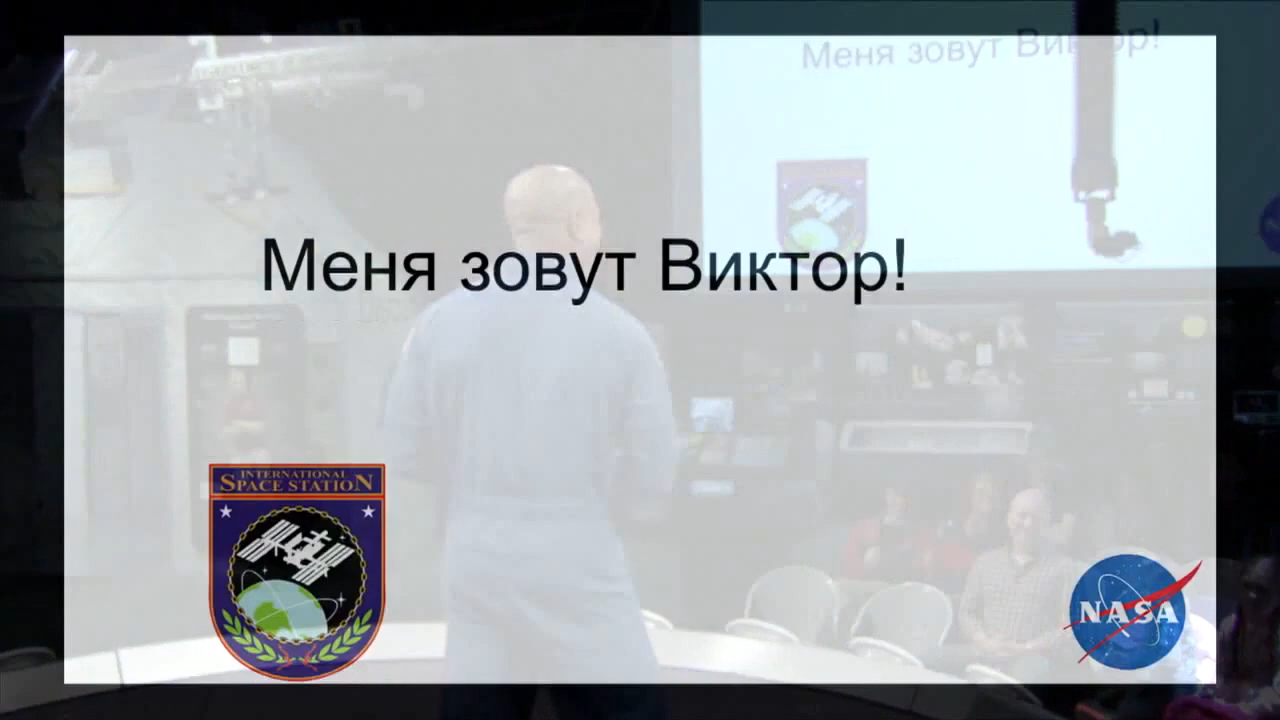 Меня зовут Виктор!
Меня зовут Виктор!
INTERNATIONAL
SPACE STATION
NASA